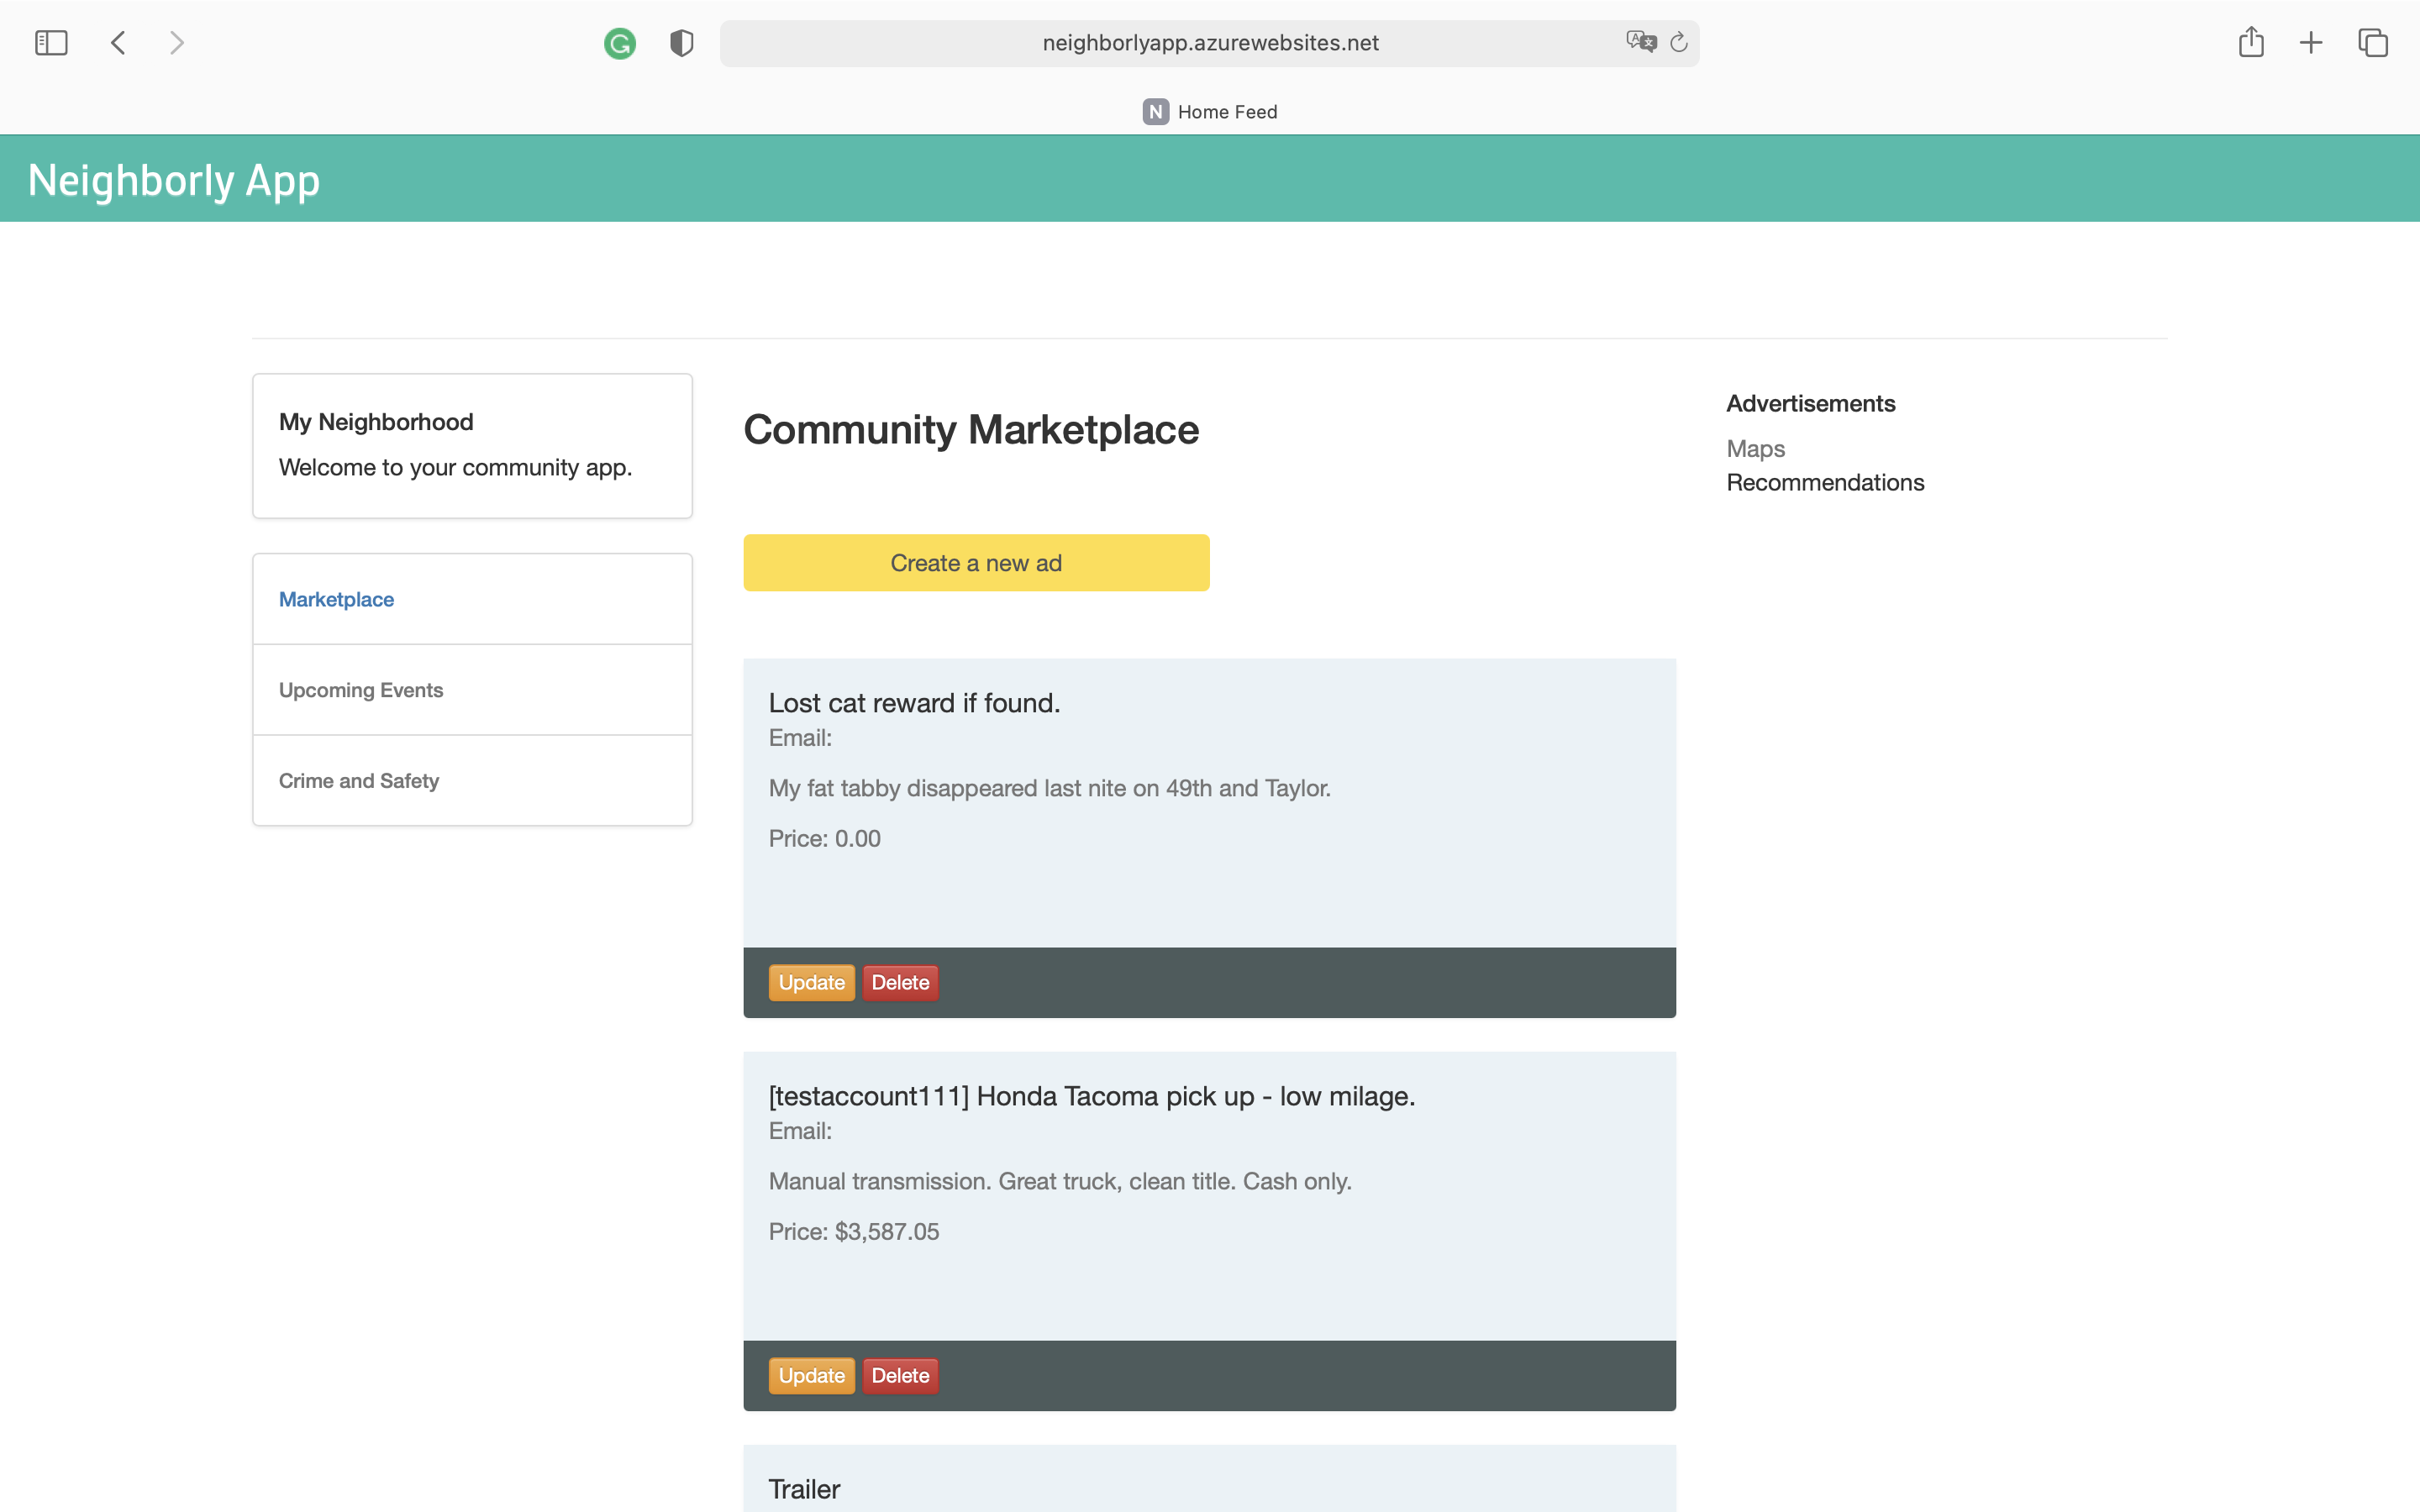 neighborlyapp.azurewebsites.net
N Home Feed
Neighborly App
My Neighborhood
Welcome to your community app.
Marketplace
Upcoming Events
Crime and Safety
Community Marketplace
Create a new ad
Lost cat reward if found.
Email:
My fat tabby disappeared last nite on 49th and Taylor.
Price: 0.00
Update Delete
[testaccount111] Honda Tacoma pick up - low milage.
Email:
Manual transmission. Great truck, clean title. Cash only.
Price: $3,587.05
Update Delete
Trailer
Advertisements
Maps
Recommendations